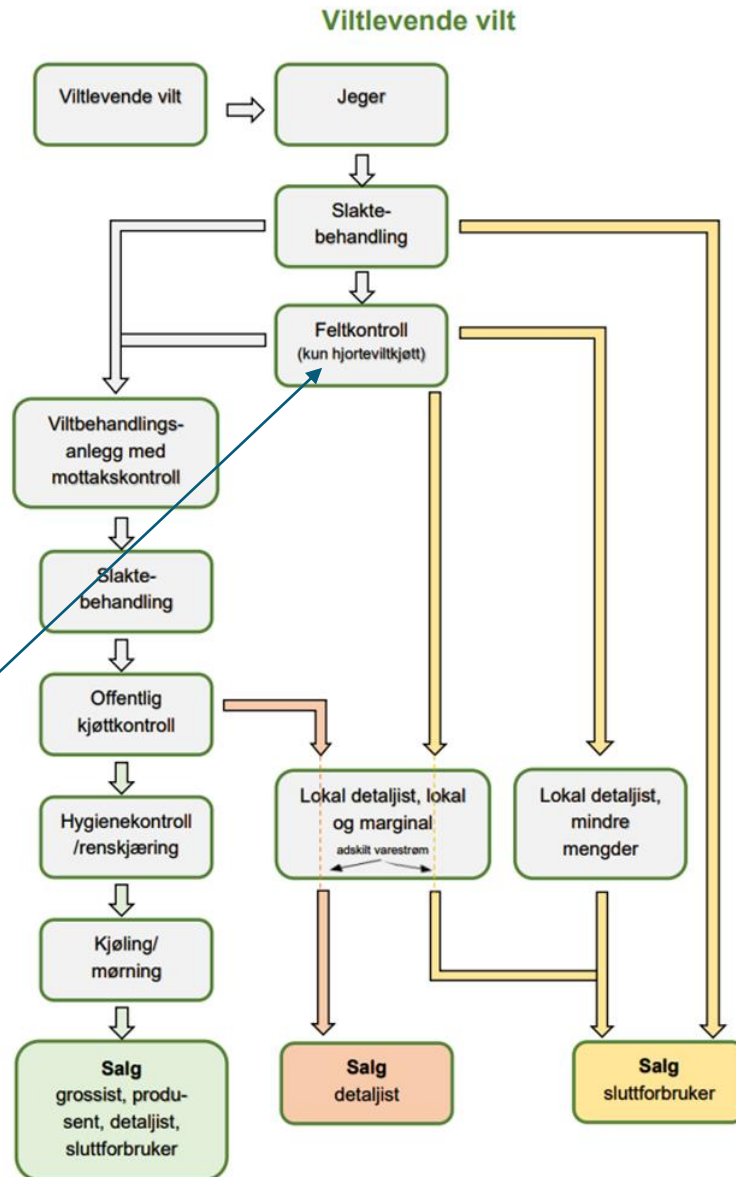 Viltlevende vilt
Viltlevende vilt
Jeger
Slakte-
behandling
Feltkontroll
(kun hjorteviltkjøtt)
Viltbehandlings-
anlegg med
mottakskontroll
Slakte-
behandling
Offentlig
kjøttkontroll
Lokal detaljist, lokal
og marginal
adskilt varestrøm
Lokal detaljist,
mindre
mengder
Hygienekontroll
/renskjæring
Kjøling/
mørning
Salg
grossist, produ-
sent, detaljist,
sluttforbruker
Salg
detaljist
Salg
sluttforbruker